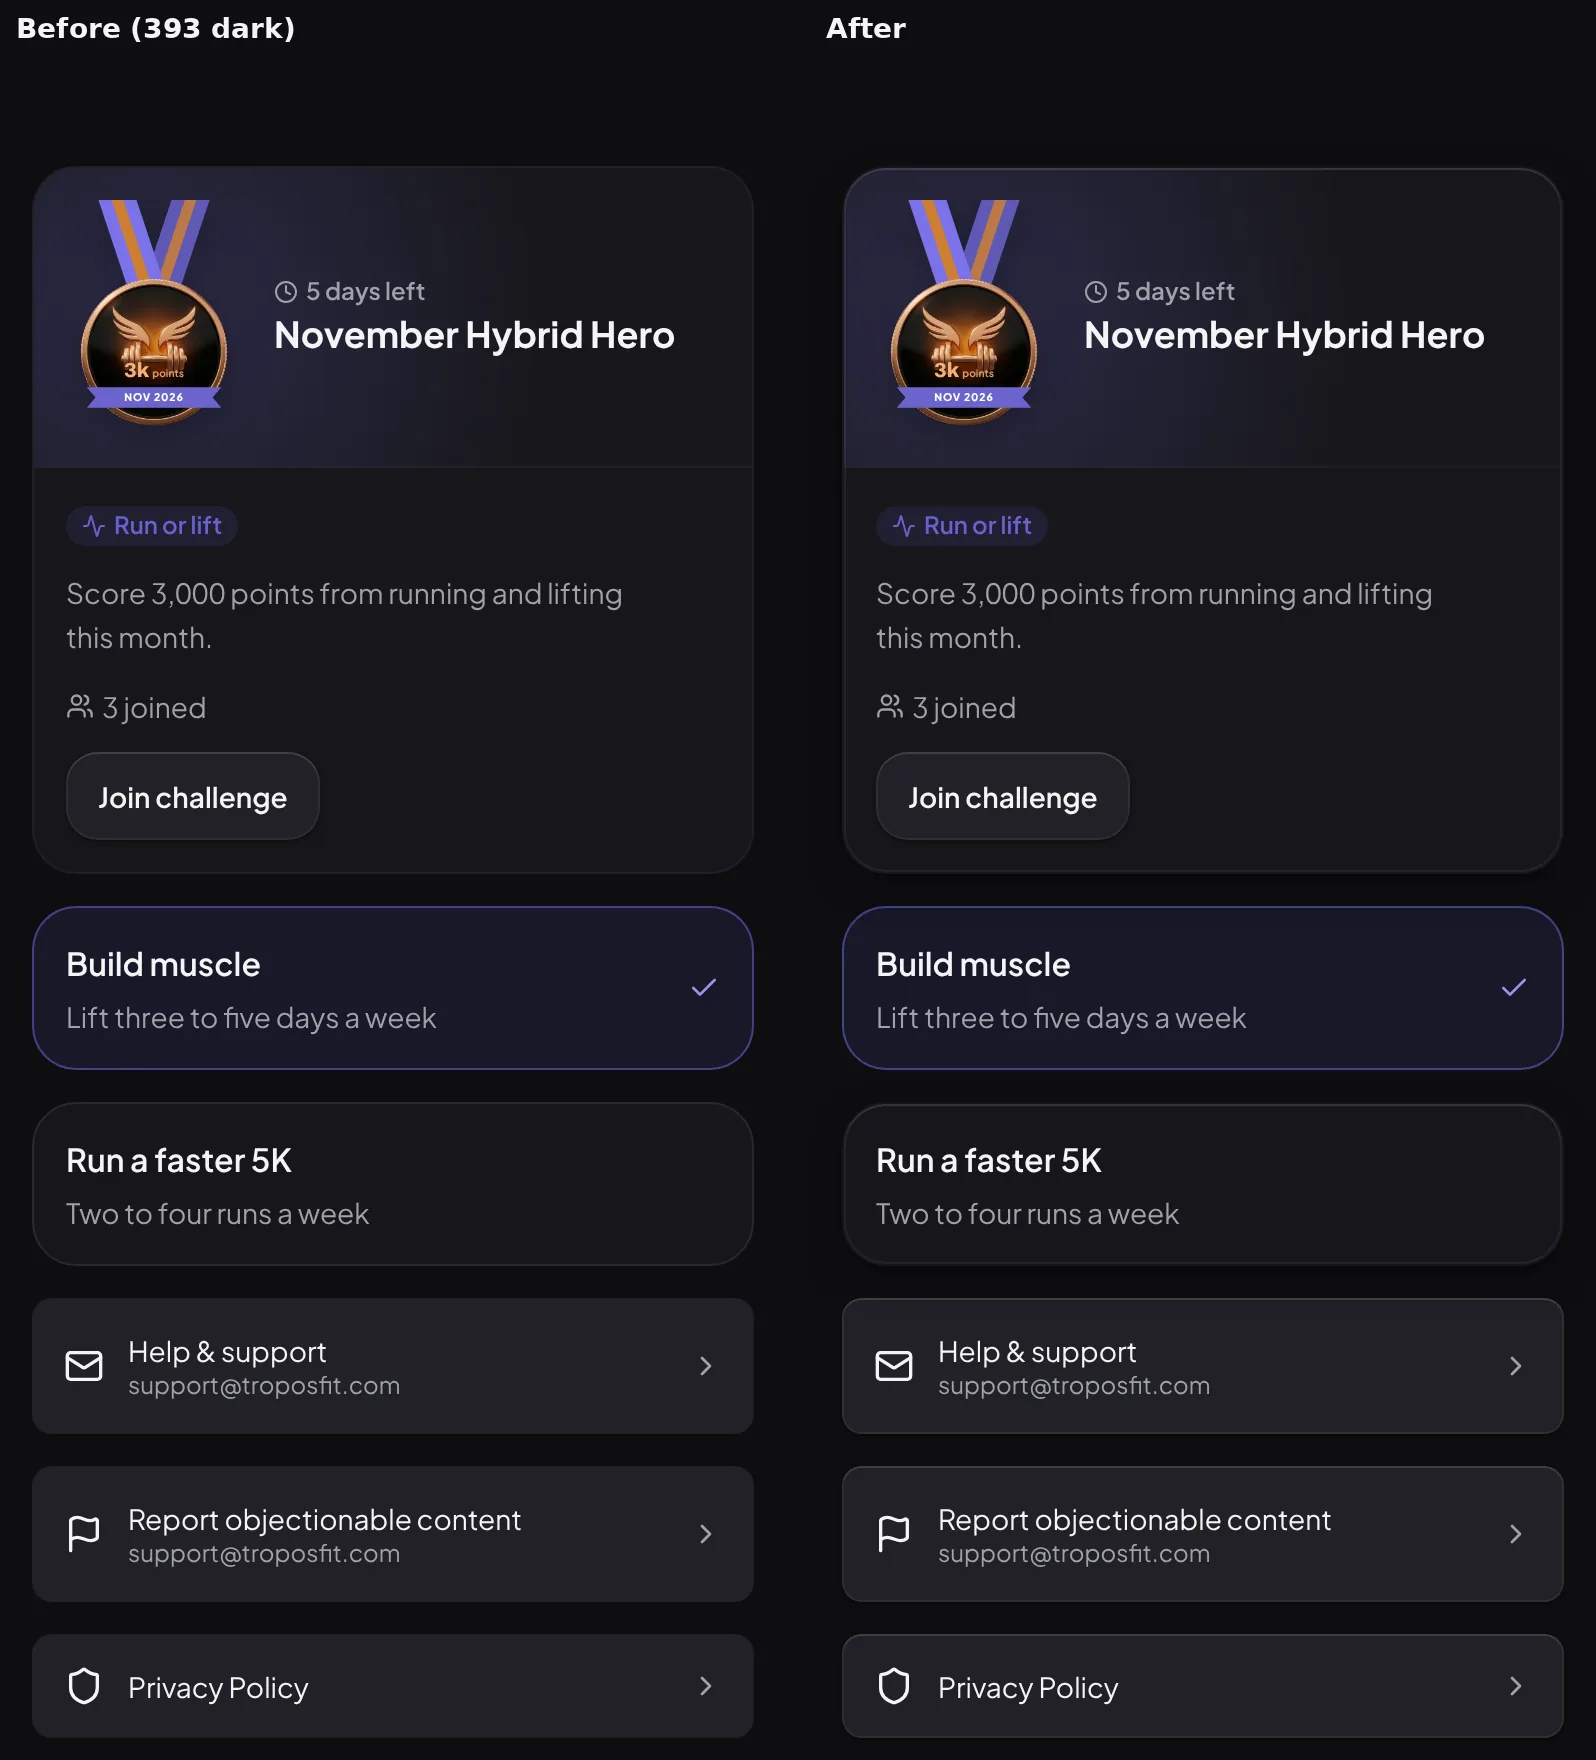 Before (393 dark)
5 days left
November Hybrid Hero
3k points
NOV 2026
Run or lift
Score 3,000 points from running and lifting
this month.
3 joined
Join challenge
Build muscle
Lift three to five days a week
Run a faster 5K
Two to four runs a week
Help & support
support@troposfit.com
Report objectionable content
support@troposfit.com
Privacy Policy
After
5 days left
November Hybrid Hero
3k points
NOV 2026
Run or lift
Score 3,000 points from running and lifting
this month.
3 joined
Join challenge
Build muscle
Lift three to five days a week
Run a faster 5K
Two to four runs a week
Help & support
support@troposfit.com
Report objectionable content
support@troposfit.com
Privacy Policy